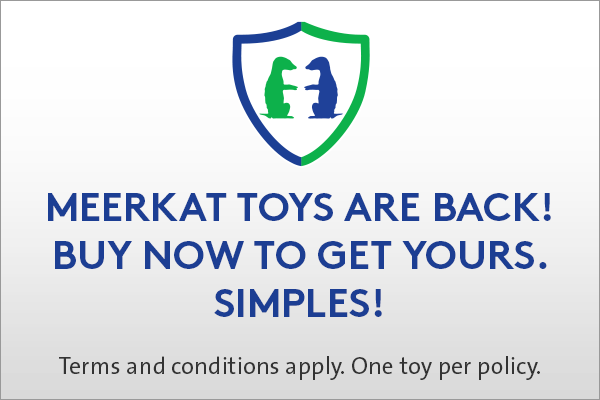 MEERKAT TOYS ARE BACK!
BUY NOW TO GET YOURS.
SIMPLES!
Terms and conditions apply. One toy per policy.